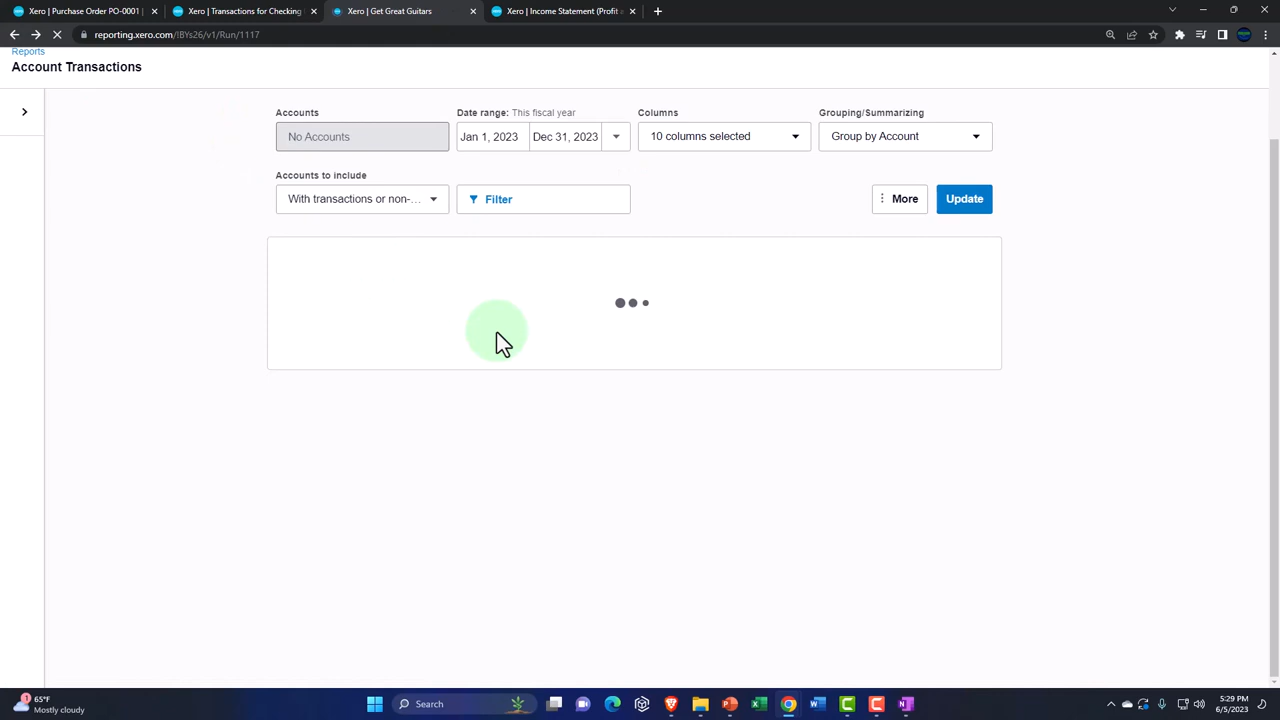 Xero | Purchase Order PO-0001 |
Xero | Transactions for Checking
Xero | Get Great Guitars
Xero | Income Statement (Profit a
reporting.xero.com/!BYs26/v1/Run/1117
Reports
Account Transactions
Accounts
Date range: This fiscal year
Columns
Grouping/Summarizing
No Accounts
Jan 1, 2023
Dec 31, 2023
10 columns selected
Group by Account
Accounts to include
With transactions or non-...
Filter
More
Update
1
65°F
Mostly cloudy
Search
5:29 PM
6/5/2023